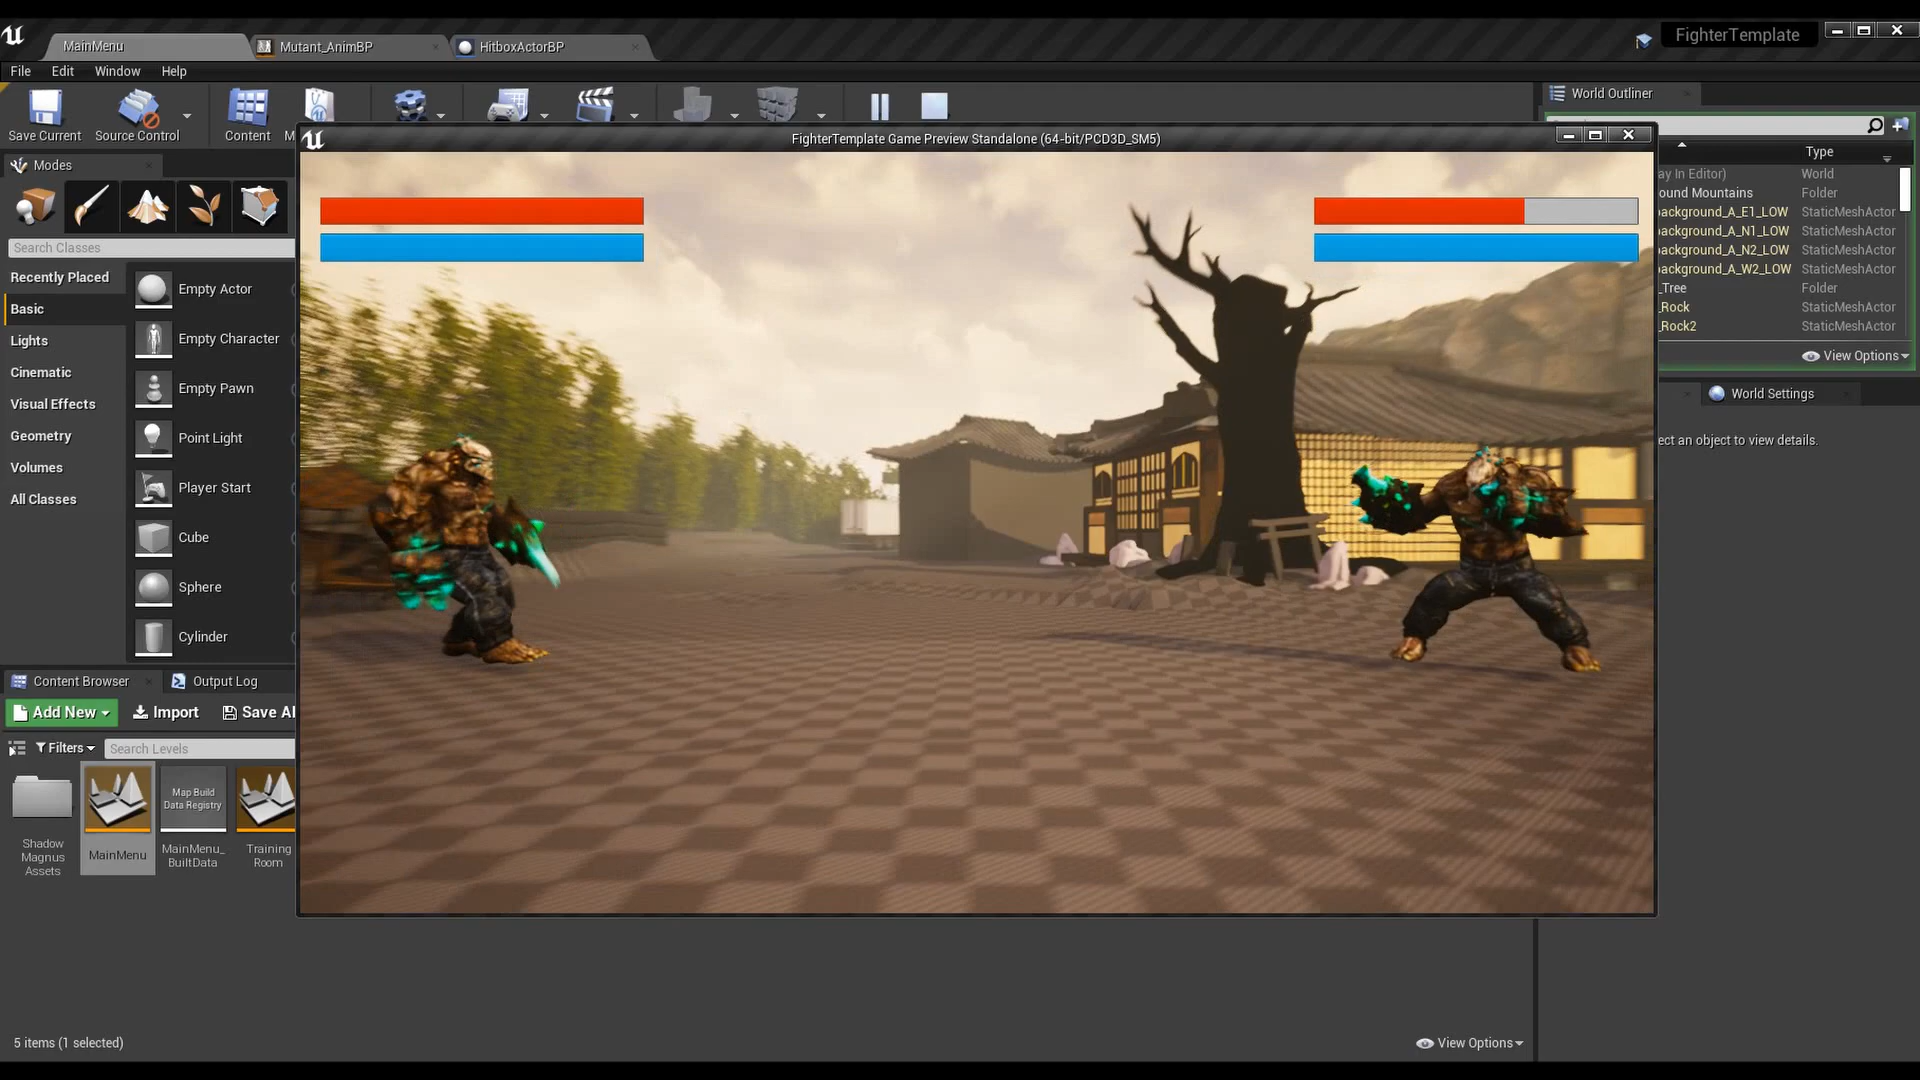 MainMenu
Mutant_AnimBP
HitboxActorBP
FighterTemplate
File Edit Window Help
Save Current
Source Control
Content
World Outliner
FighterTemplate Game Preview Standalone (64-bit/PCD3D_SM5)
Modes
Search Classes
Recently Placed
Basic
Lights
Cinematic
Visual Effects
Geometry
Volumes
All Classes
Empty Actor
Empty Character
Empty Pawn
Point Light
Player Start
Cube
Sphere
Cylinder
Type
ay In Editor) World
ound Mountains Folder
ackground_A_E1_LOW StaticMeshActor
ackground_A_N1_LOW StaticMeshActor
ackground_A_N2_LOW StaticMeshActor
ackground_A_W2_LOW StaticMeshActor
_Tree Folder
_Rock StaticMeshActor
_Rock2 StaticMeshActor
View Options
World Settings
ect an object to view details.
Content Browser
Output Log
Add New
Import
Save Al
Filters
Search Levels
Shadow
Magnus
Assets
MainMenu
Map Build
Data Registry
MainMenu_
BuiltData
Training
Room
5 items (1 selected)
View Options